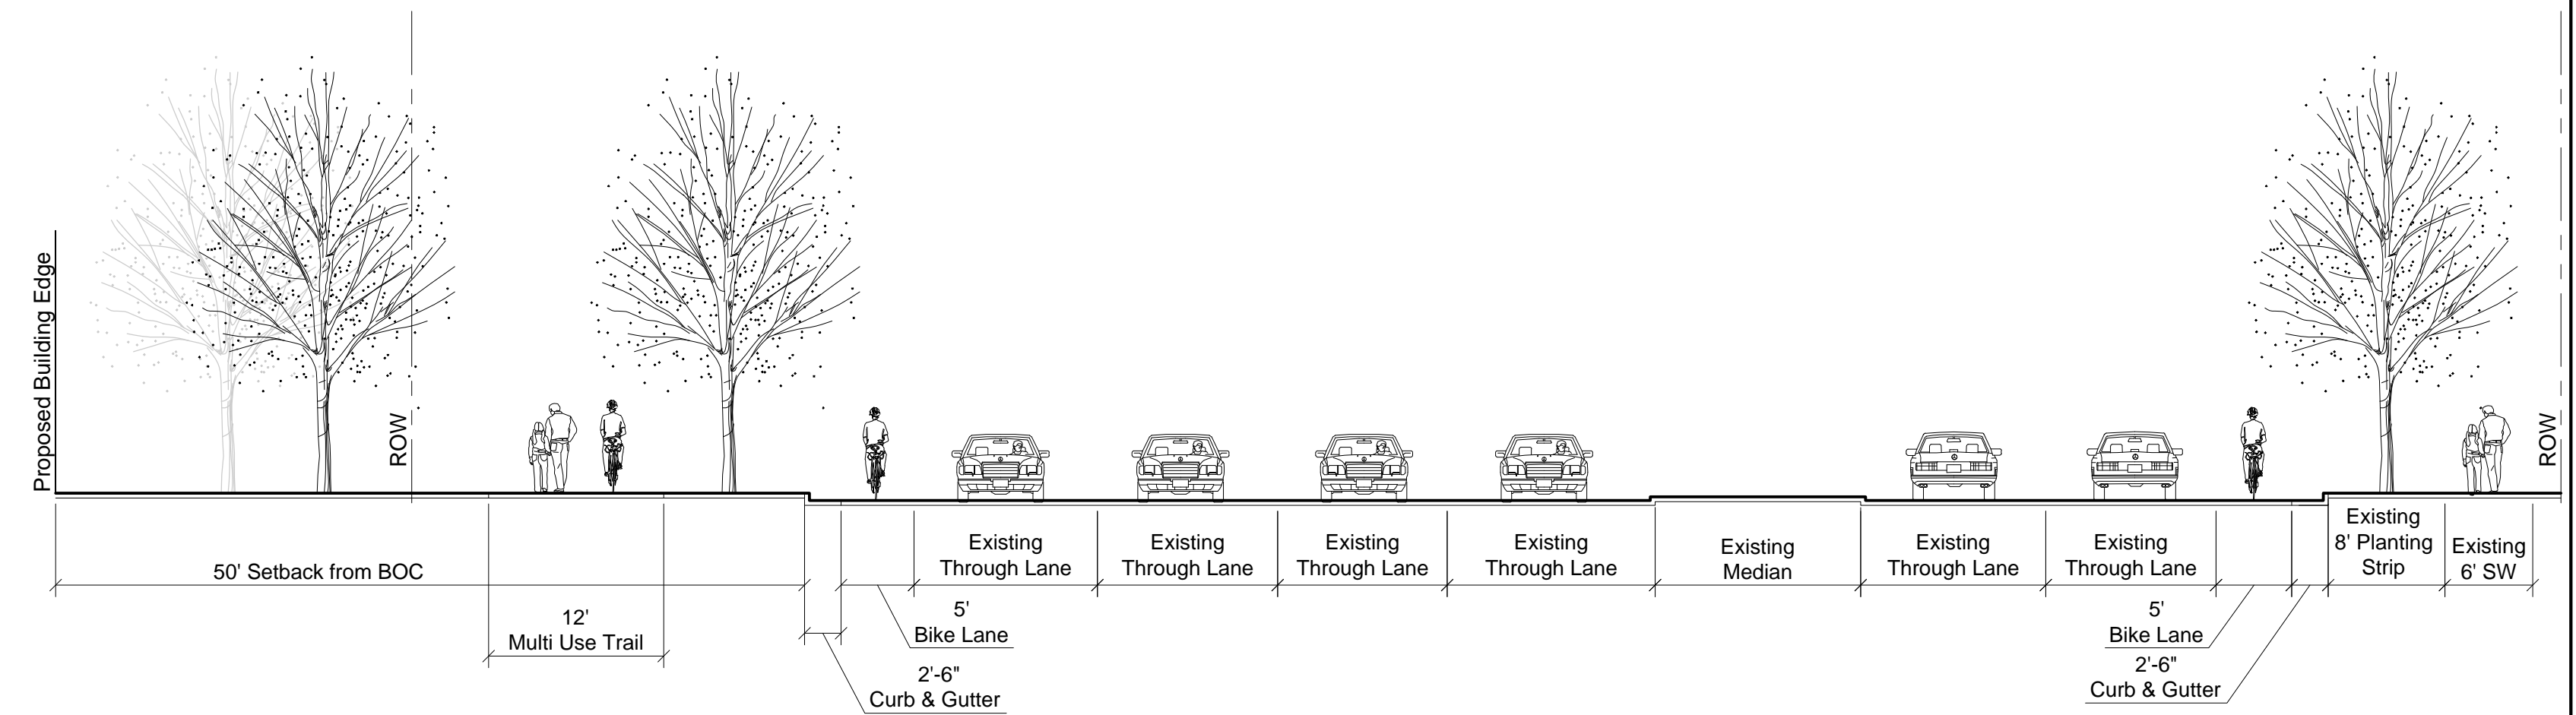 Proposed Building Edge
ROW
ROW
50' Setback from BOC
12'
Multi Use Trail
2'-6"
Curb & Gutter
5'
Bike Lane
Existing
Through Lane
Existing
Through Lane
Existing
Through Lane
Existing
Through Lane
Existing
Median
Existing
Through Lane
Existing
Through Lane
5'
Bike Lane
2'-6"
Curb & Gutter
Existing
8' Planting
Strip
Existing
6' SW